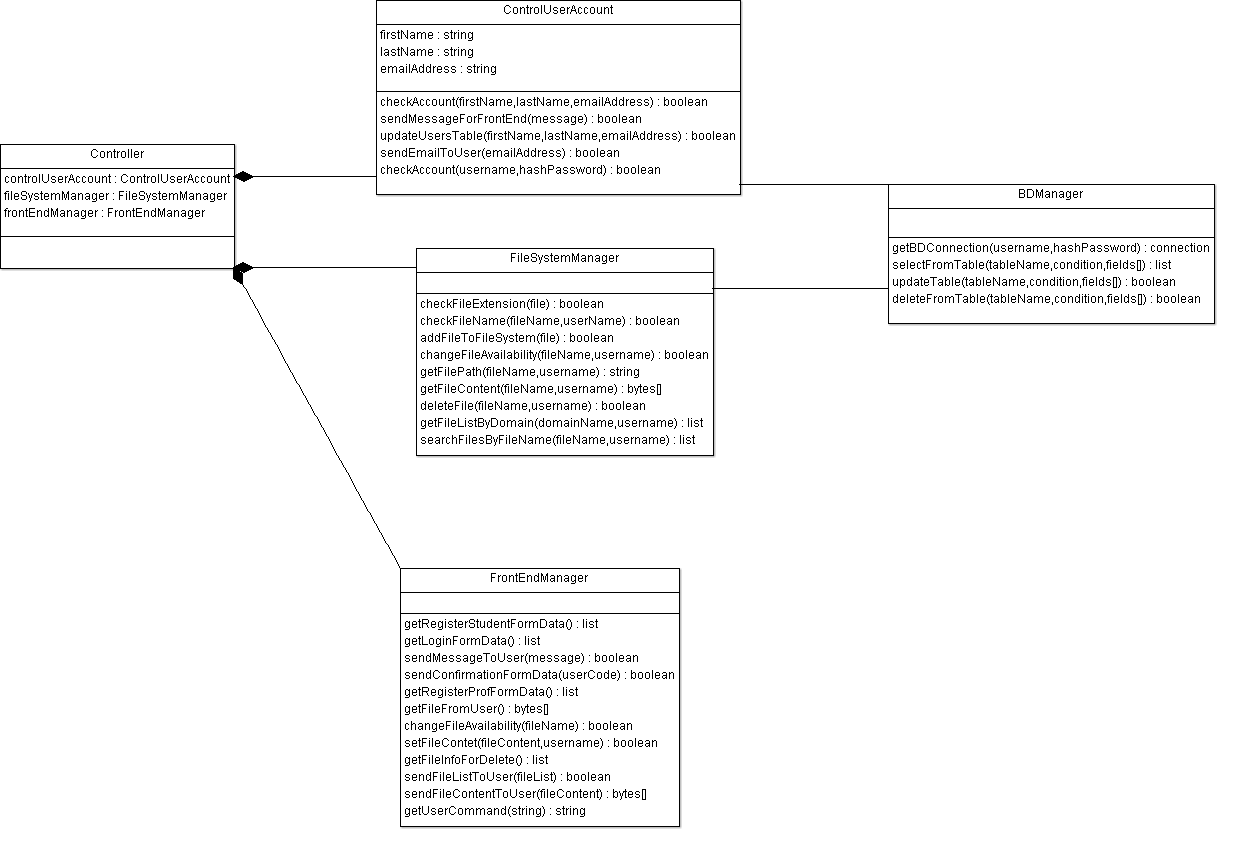 ControlUserAccount
firstName : string
lastName : string
emailAddress : string
checkAccount(firstName,lastName,emailAddress) : boolean
sendMessageForFrontEnd(message) : boolean
updateUsersTable(firstName,lastName,emailAddress) : boolean
sendEmailToUser(emailAddress) : boolean
checkAccount(username,hashPassword) : boolean
Controller
controlUserAccount : ControlUserAccount
fileSystemManager : FileSystemManager
frontEndManager : FrontEndManager
BDManager
getBDConnection(username,hashPassword) : connection
selectFromTable(tableName,condition,fields[]) : list
updateTable(tableName,condition,fields[]) : boolean
deleteFromTable(tableName,condition,fields[]) : boolean
FileSystemManager
checkFileExtension(file) : boolean
checkFileName(fileName,userName) : boolean
addFileToFileSystem(file) : boolean
changeFileAvailability(fileName,username) : boolean
getFilePath(fileName,username) : string
getFileContent(fileName,username) : bytes[]
deleteFile(fileName,username) : boolean
getFileListByDomain(domainName,username) : list
searchFilesByFileName(fileName,username) : list
FrontEndManager
getRegisterStudentFormData() : list
getLoginFormData() : list
sendMessageToUser(message) : boolean
sendConfirmationFormData(userCode) : boolean
getRegisterProfFormData() : list
getFileFromUser() : bytes[]
changeFileAvailability(fileName) : boolean
setFileContet(fileContent,username) : boolean
getFileInfoForDelete() : list
sendFileListToUser(fileList) : boolean
sendFileContentToUser(fileContent) : bytes[]
getUserCommand(string) : string